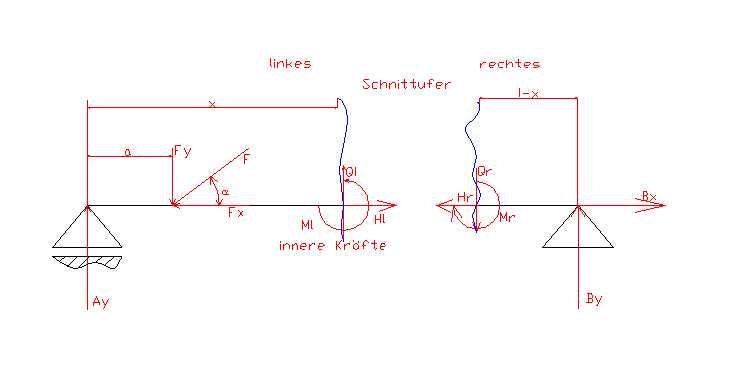 linkes
rechtes
Schnittufer
x
l-x
a
Fy
F
α
Fx
Ql
Qr
Ml
Hl
Hr
Mr
Bx
innere Kräfte
Ay
By